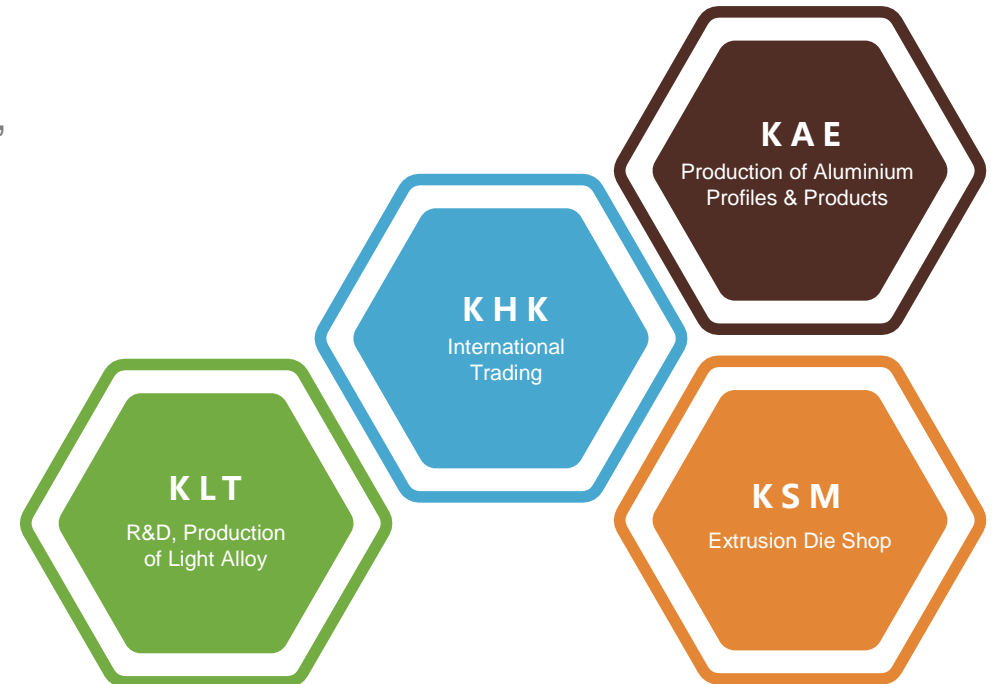 ,
K A E
Production of Aluminium
Profiles & Products
K H K
International
Trading
K L T
R&D, Production
of Light Alloy
K S M
Extrusion Die Shop